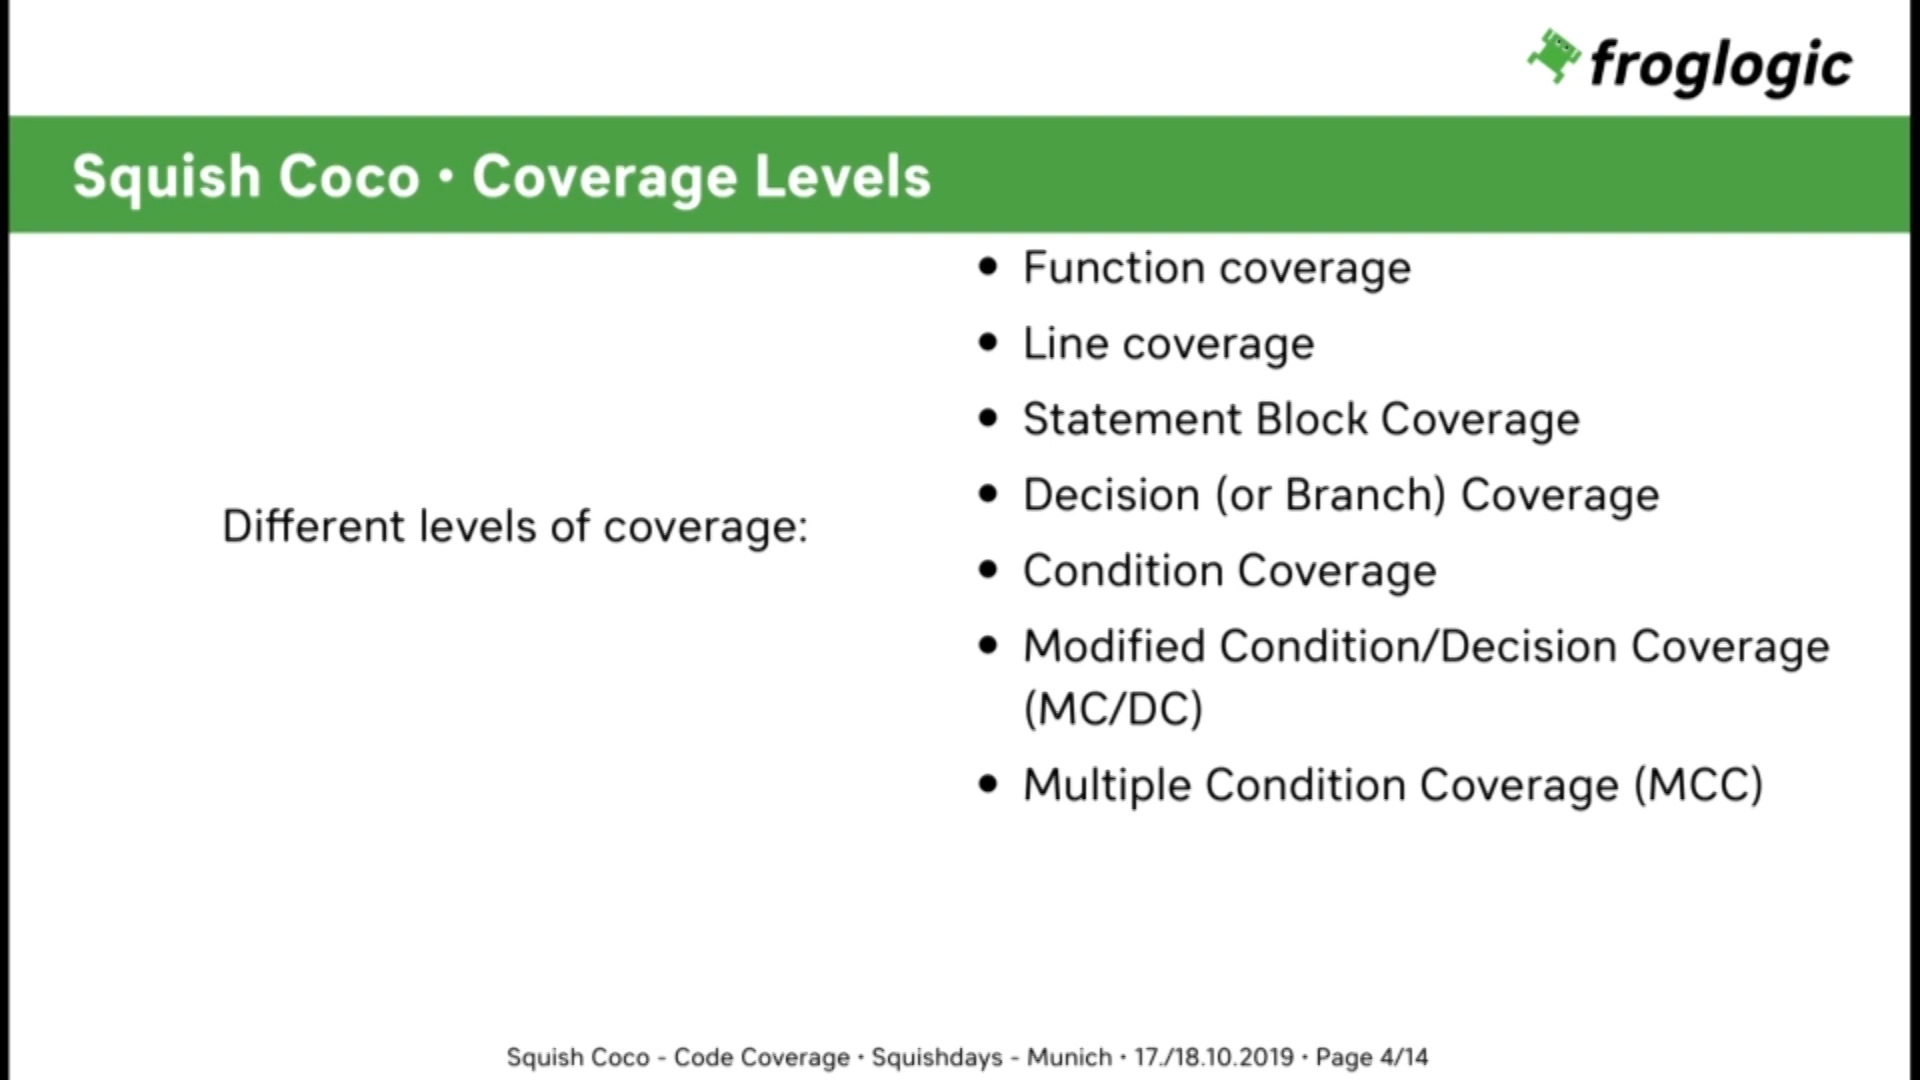 froglogic
Squish Coco • Coverage Levels
Different levels of coverage:
• Function coverage
• Line coverage
• Statement Block Coverage
• Decision (or Branch) Coverage
• Condition Coverage
• Modified Condition/Decision Coverage
(MC/DC)
• Multiple Condition Coverage (MCC)
Squish Coco - Code Coverage • Squishdays - Munich • 17./18.10.2019 • Page 4/14